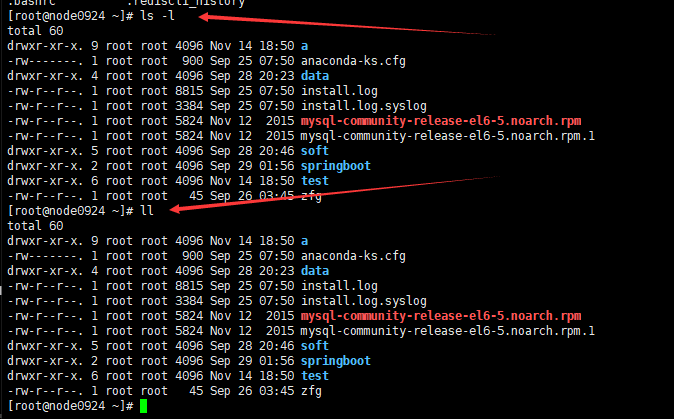 .bashrc          .rediscli_history
[root@node0924 ~]# ls -l
total 60
drwxr-xr-x. 9 root root 4096 Nov 14 18:50 a
-rw-------. 1 root root  900 Sep 25 07:50 anaconda-ks.cfg
drwxr-xr-x. 4 root root 4096 Sep 28 20:23 data
-rw-r--r--. 1 root root 8815 Sep 25 07:50 install.log
-rw-r--r--. 1 root root 3384 Sep 25 07:50 install.log.syslog
-rw-r--r--. 1 root root 5824 Nov 12  2015 mysql-community-release-el6-5.noarch.rpm
-rw-r--r--. 1 root root 5824 Nov 12  2015 mysql-community-release-el6-5.noarch.rpm.1
drwxr-xr-x. 5 root root 4096 Sep 28 20:46 soft
drwxr-xr-x. 2 root root 4096 Sep 29 01:56 springboot
drwxr-xr-x. 6 root root 4096 Nov 14 18:50 test
-rw-r--r--. 1 root root   45 Sep 26 03:45 zfg
[root@node0924 ~]# ll
total 60
drwxr-xr-x. 9 root root 4096 Nov 14 18:50 a
-rw-------. 1 root root  900 Sep 25 07:50 anaconda-ks.cfg
drwxr-xr-x. 4 root root 4096 Sep 28 20:23 data
-rw-r--r--. 1 root root 8815 Sep 25 07:50 install.log
-rw-r--r--. 1 root root 3384 Sep 25 07:50 install.log.syslog
-rw-r--r--. 1 root root 5824 Nov 12  2015 mysql-community-release-el6-5.noarch.rpm
-rw-r--r--. 1 root root 5824 Nov 12  2015 mysql-community-release-el6-5.noarch.rpm.1
drwxr-xr-x. 5 root root 4096 Sep 28 20:46 soft
drwxr-xr-x. 2 root root 4096 Sep 29 01:56 springboot
drwxr-xr-x. 6 root root 4096 Nov 14 18:50 test
-rw-r--r--. 1 root root   45 Sep 26 03:45 zfg
[root@node0924 ~]#